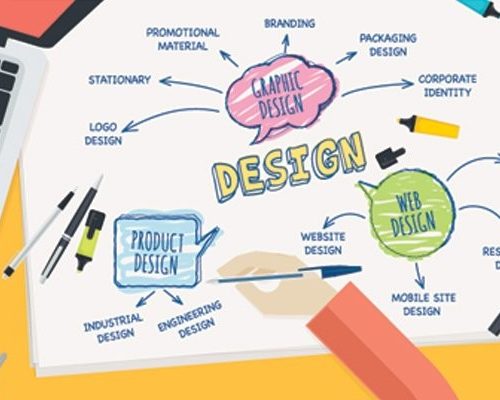 BRANDING
PROMOTIONAL
MATERIAL
PACKAGING
DESIGN
STATIONARY
GRAPHIC
DESIGN
CORPORATE
IDENTITY
LOGO
DESIGN
DESIGN
WEB
DESIGN
PRODUCT
DESIGN
WEBSITE
DESIGN
MOBILE SITE
DESIGN
INDUSTRIAL
DESIGN
ENGINEERING
DESIGN